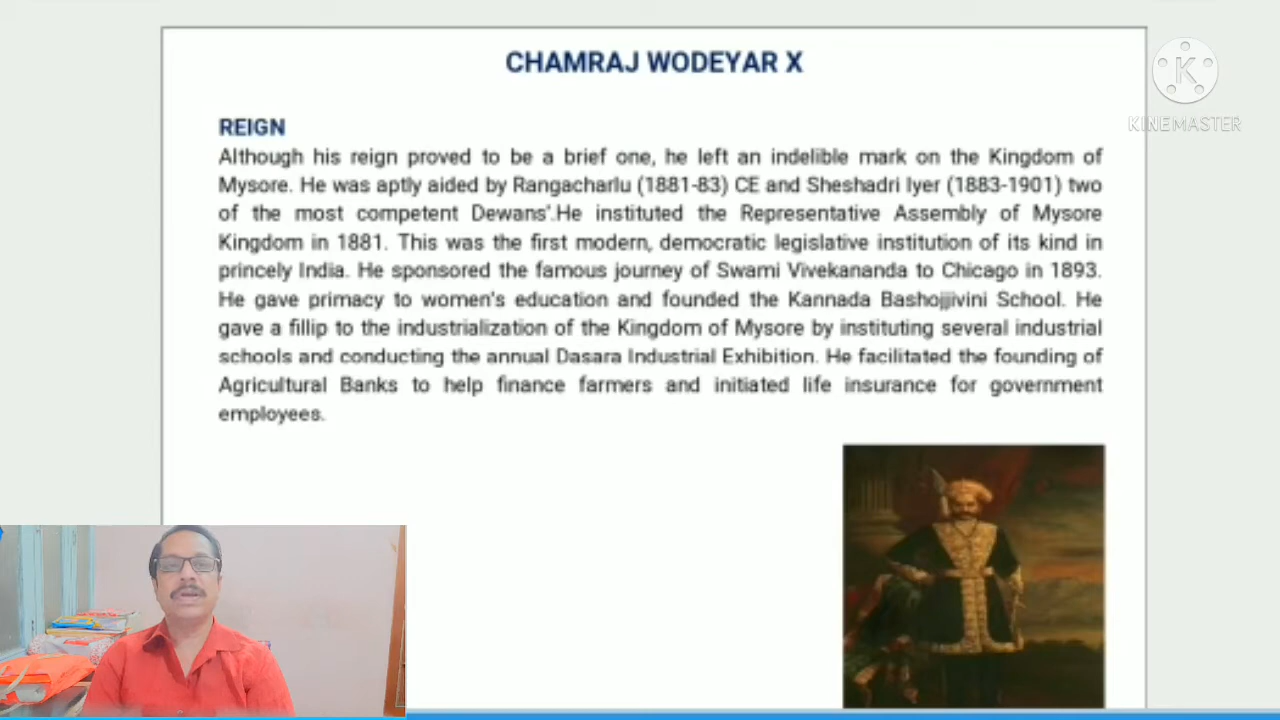 CHAMRAJ WODEYAR X
REIGN
Although his reign proved to be a brief one, he left an indelible mark on the Kingdom of
Mysore. He was aptly aided by Rangacharlu (1881-83) CE and Sheshadri Iyer (1883-1901) two
of the most competent Dewans'.He instituted the Representative Assembly of Mysore
Kingdom in 1881. This was the first modern, democratic legislative institution of its kind in
princely India. He sponsored the famous journey of Swami Vivekananda to Chicago in 1893.
He gave primacy to women's education and founded the Kannada Bashojjivini School. He
gave a fillip to the industrialization of the Kingdom of Mysore by instituting several industrial
schools and conducting the annual Dasara Industrial Exhibition. He facilitated the founding of
Agricultural Banks to help finance farmers and initiated life insurance for government
employees.
K
KINEMASTER